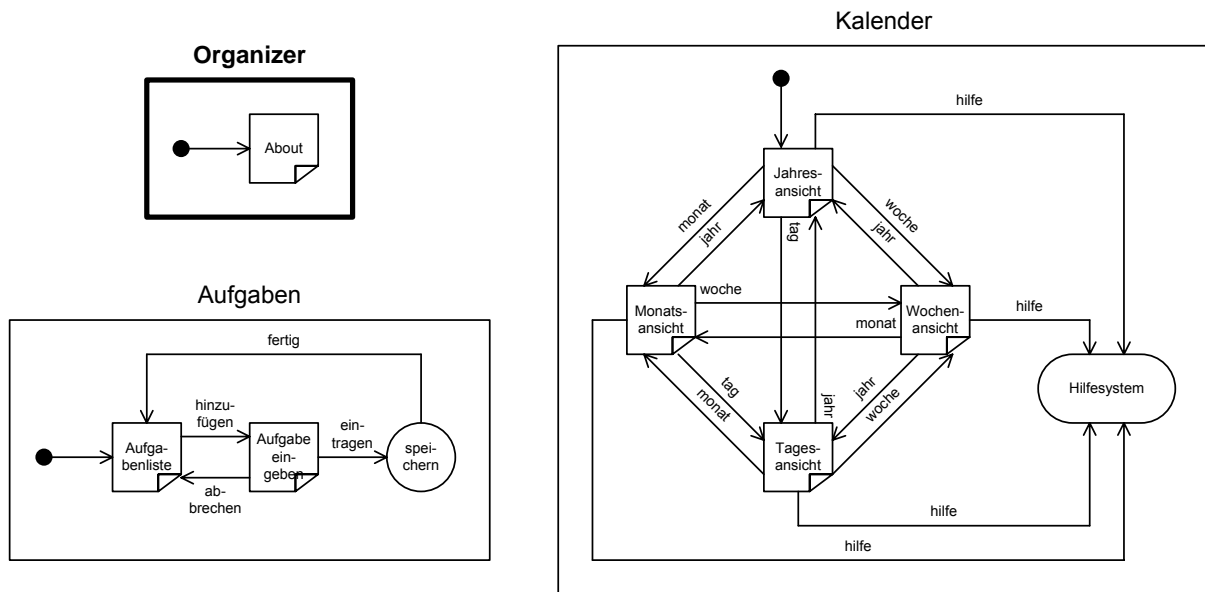 Organizer
About
Aufgaben
fertig
hinzu-
fügen
ein-
tragen
Aufga-
benliste
Aufgabe
ein-
geben
spei-
chern
ab-
brechen
Kalender
hilfe
Jahres-
ansicht
monat
jahr
tag
woche
jahr
woche
Monats-
ansicht
monat
Wochen-
ansicht
hilfe
Hilfesystem
tag
monat
jahr
jahr
woche
Tages-
ansicht
hilfe
hilfe